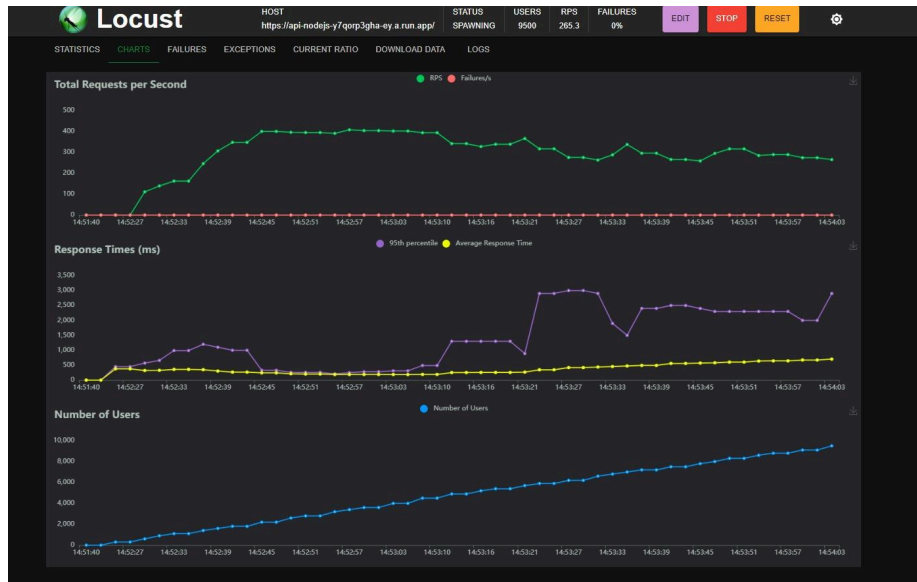 Locust
HOST
https://api-nodejs-y7qorp3gha-ey.a.run.app/
STATUS
SPAWNING
USERS
9500
RPS
265.3
FAILURES
0%
EDIT
STOP
RESET
STATISTICS CHARTS FAILURES EXCEPTIONS CURRENT RATIO DOWNLOAD DATA LOGS
Total Requests per Second
RPS Failures/s
500
400
300
200
100
0
14:51:40 14:52:27 14:52:33 14:52:39 14:52:45 14:52:51 14:52:57 14:53:03 14:53:10 14:53:16 14:53:21 14:53:27 14:53:33 14:53:39 14:53:45 14:53:51 14:53:57 14:54:03
Response Times (ms)
95th percentile Average Response Time
3,500
3,000
2,500
2,000
1,500
1,000
500
0
14:51:40 14:52:27 14:52:33 14:52:39 14:52:45 14:52:51 14:52:57 14:53:03 14:53:10 14:53:16 14:53:21 14:53:27 14:53:33 14:53:39 14:53:45 14:53:51 14:53:57 14:54:03
Number of Users
Number of Users
10,000
8,000
6,000
4,000
2,000
0
14:51:40 14:52:27 14:52:33 14:52:39 14:52:45 14:52:51 14:52:57 14:53:03 14:53:10 14:53:16 14:53:21 14:53:27 14:53:33 14:53:39 14:53:45 14:53:51 14:53:57 14:54:03